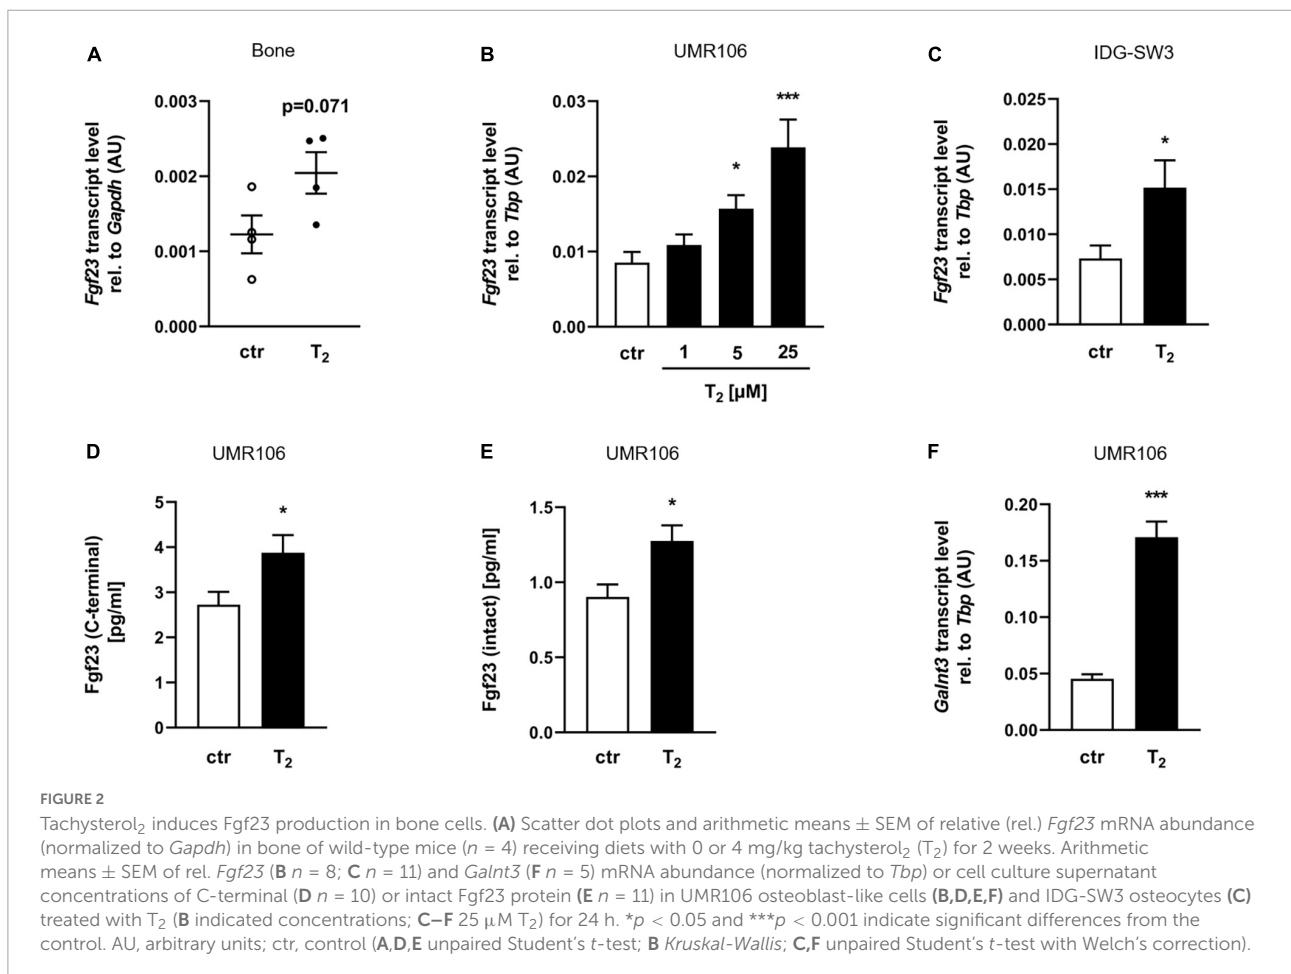 A
Bone
Fgf23 transcript level
rel. to Gapdh (AU)
0.003
0.002
0.001
0.000
p=0.071
ctr
T2
B
UMR106
Fgf23 transcript level
rel. to Tbp (AU)
0.03
0.02
0.01
0.00
*
***
ctr
1
5
25
T2 [µM]
C
IDG-SW3
Fgf23 transcript level
rel. to Tbp (AU)
0.025
0.020
0.015
0.010
0.005
0.000
*
ctr
T2
D
UMR106
Fgf23 (C-terminal)
[pg/ml]
5
4
3
2
1
0
*
ctr
T2
E
UMR106
Fgf23 (intact) [pg/ml]
1.5
1.0
0.5
0.0
*
ctr
T2
F
UMR106
Galnt3 transcript level
rel. to Tbp (AU)
0.20
0.15
0.10
0.05
0.00
***
ctr
T2
FIGURE 2
Tachysterol2 induces Fgf23 production in bone cells. (A) Scatter dot plots and arithmetic means ± SEM of relative (rel.) Fgf23 mRNA abundance
(normalized to Gapdh) in bone of wild-type mice (n = 4) receiving diets with 0 or 4 mg/kg tachysterol2 (T2) for 2 weeks. Arithmetic
means ± SEM of rel. Fgf23 (B n = 8; C n = 11) and Galnt3 (F n = 5) mRNA abundance (normalized to Tbp) or cell culture supernatant
concentrations of C-terminal (D n = 10) or intact Fgf23 protein (E n = 11) in UMR106 osteoblast-like cells (B,D,E,F) and IDG-SW3 osteocytes (C)
treated with T2 (B indicated concentrations; C–F 25 µM T2) for 24 h. *p < 0.05 and ***p < 0.001 indicate significant differences from the
control. AU, arbitrary units; ctr, control (A,D,E unpaired Student's t-test; B Kruskal-Wallis; C,F unpaired Student's t-test with Welch's correction).